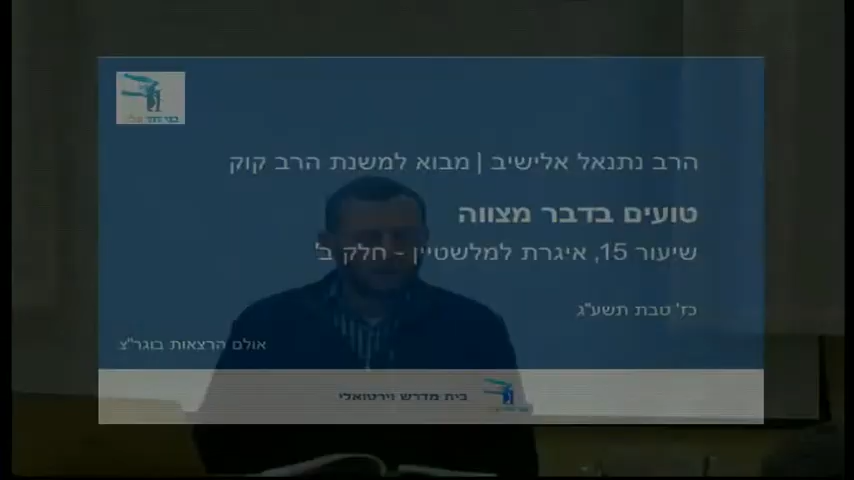 הרב נתנאל אלישיב | מבוא למשנת הרב קוק
טועים בדבר מצווה
שיעור 15, איגרת למלשטיין - חלק ב'
כז' טבת תשע"ג
אולם הרצאות בוגר"צ
בית מדרש וירטואלי